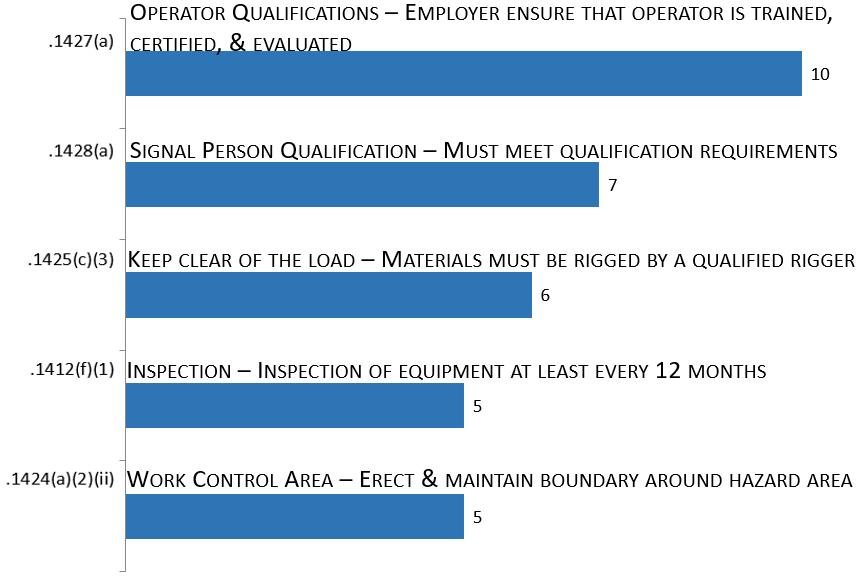 Operator Qualifications – Employer ensure that operator is trained,
.1427(a)
certified, & evaluated
10
.1428(a) Signal Person Qualification – Must meet qualification requirements
7
.1425(c)(3) Keep clear of the load – Materials must be rigged by a qualified rigger
6
.1412(f)(1) Inspection – Inspection of equipment at least every 12 months
5
.1424(a)(2)(ii) Work Control Area – Erect & maintain boundary around hazard area
5